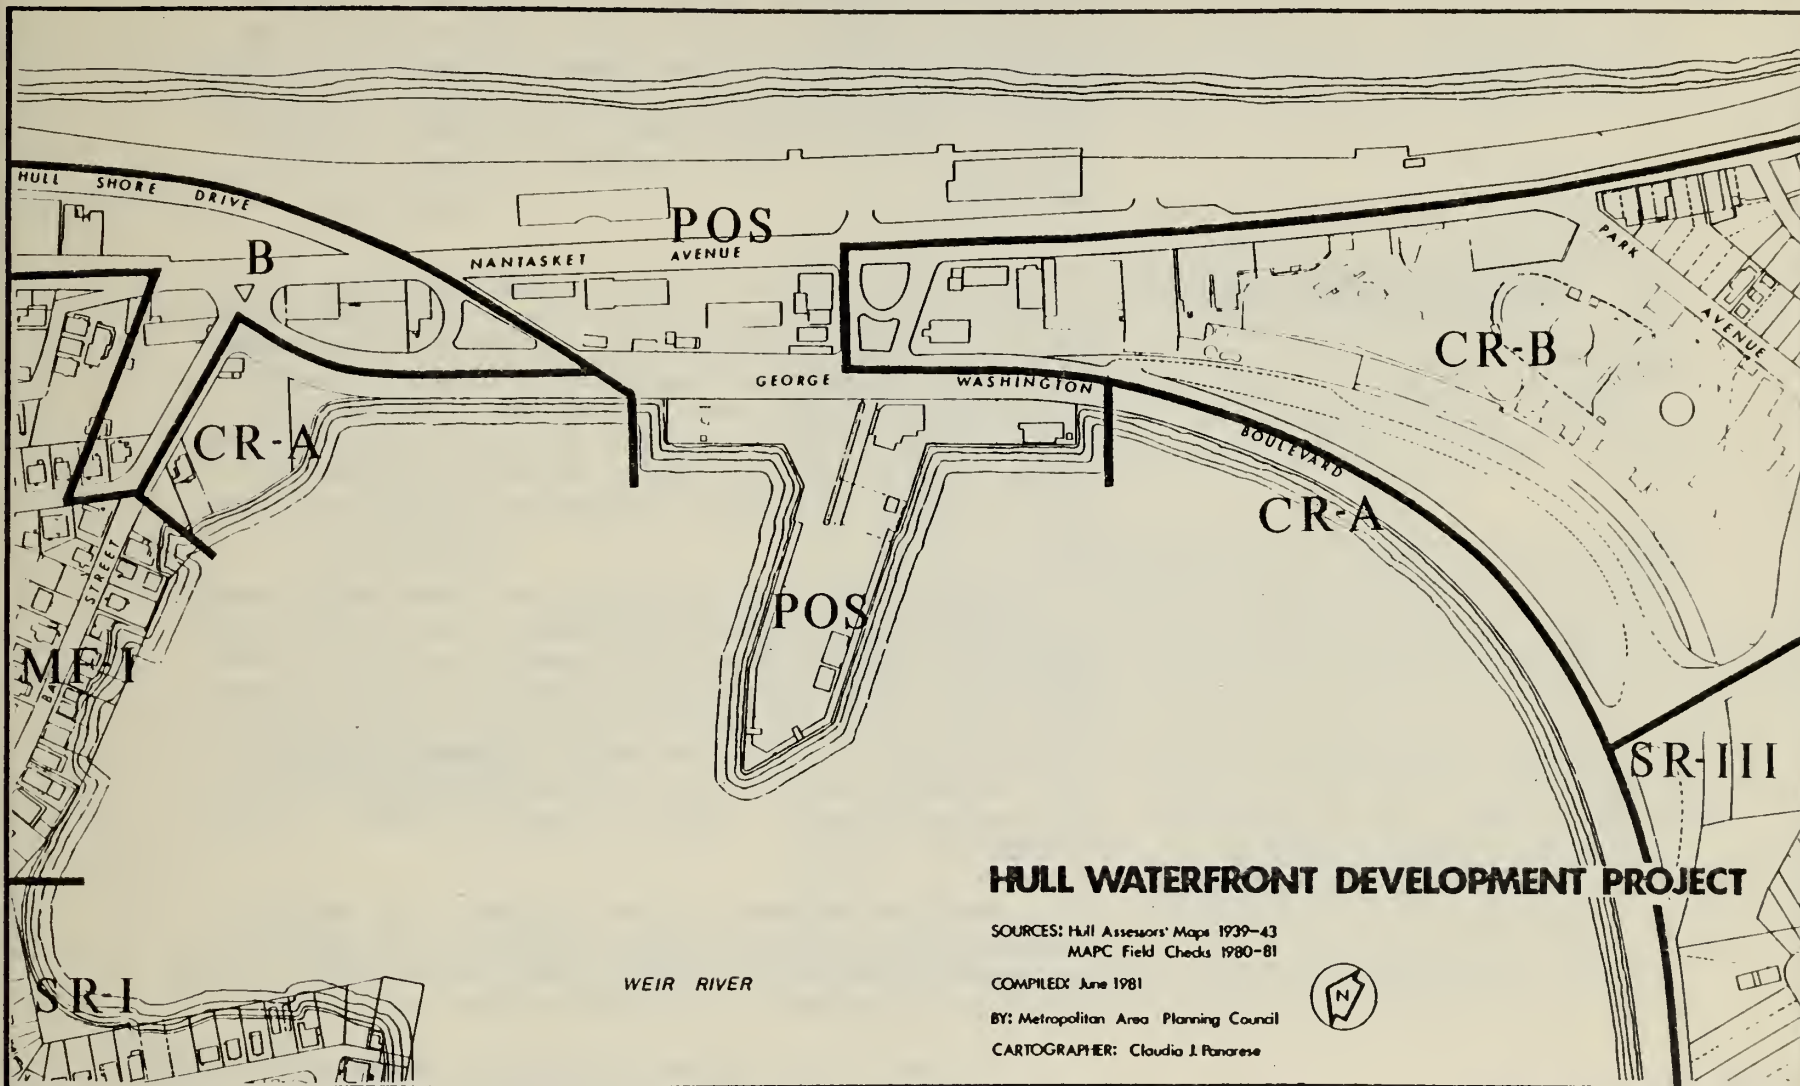 HULL SHORE DRIVE
POS
B
NANTASKET AVENUE
PARK AVENUE
CR-B
GEORGE WASHINGTON BOULEVARD
CR-A
CR-A
STREET
POS
MF-I
BAY
SR-III
HULL WATERFRONT DEVELOPMENT PROJECT
SOURCES: Hull Assessors' Maps 1939-43
MAPC Field Checks 1980-81
WEIR RIVER
COMPILED: June 1981
N
SR-I
BY: Metropolitan Area Planning Council
CARTOGRAPHER: Claudia J. Panarese